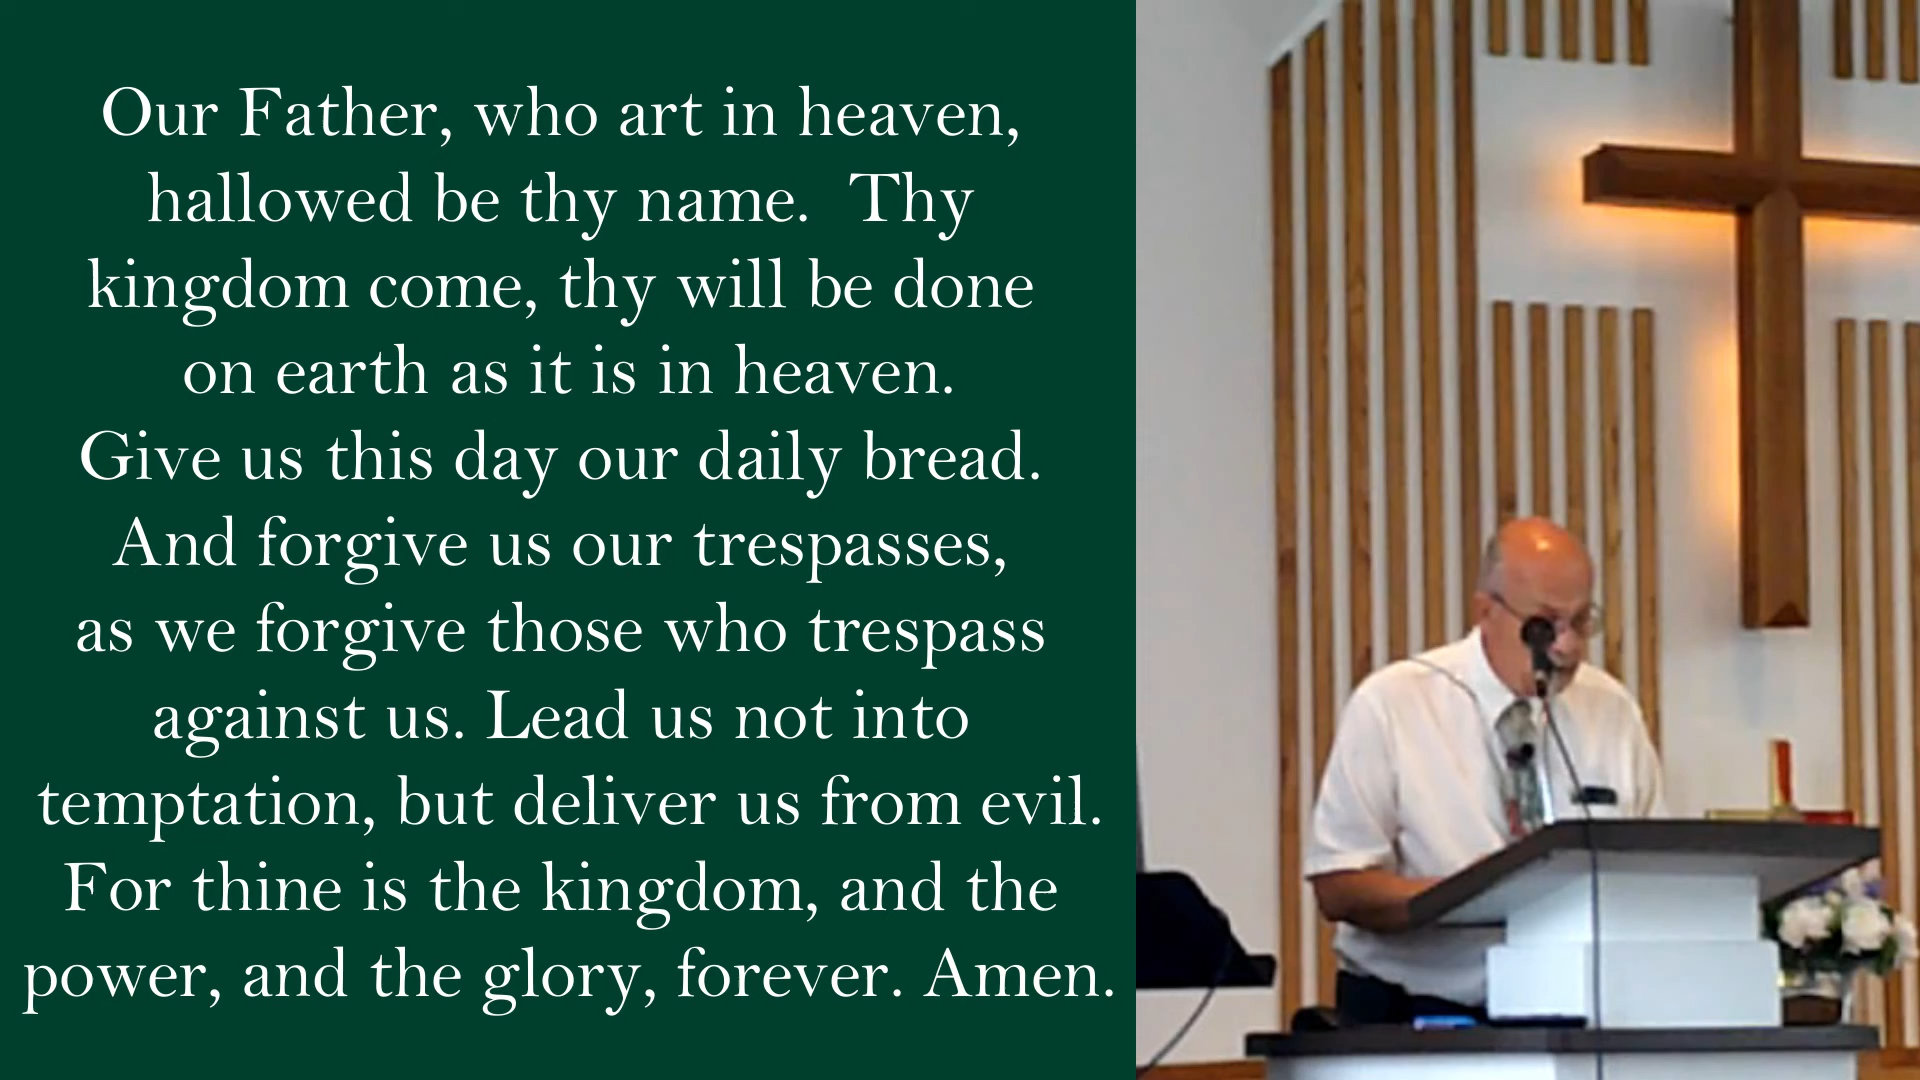 Our Father, who art in heaven,
hallowed be thy name.  Thy
kingdom come, thy will be done
on earth as it is in heaven.
Give us this day our daily bread.
And forgive us our trespasses,
as we forgive those who trespass
against us. Lead us not into
temptation, but deliver us from evil.
For thine is the kingdom, and the
power, and the glory, forever. Amen.